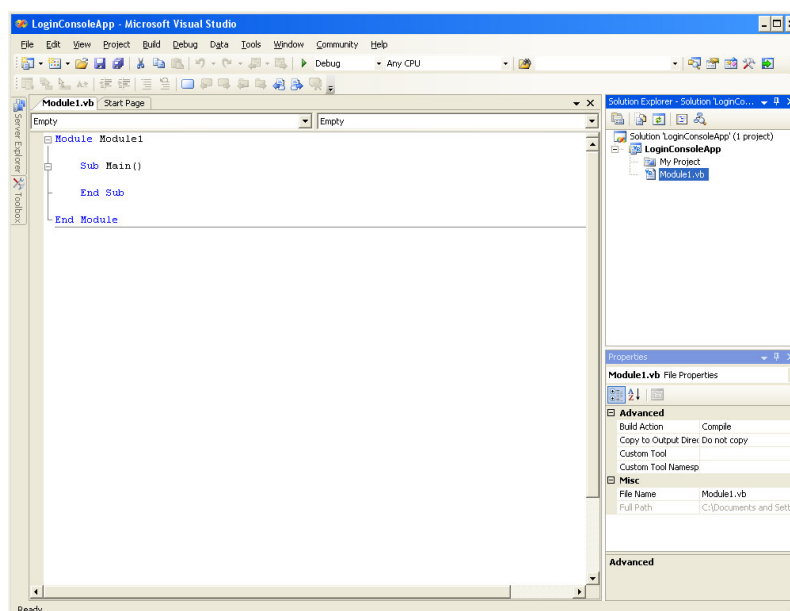 LoginConsoleApp - Microsoft Visual Studio
File Edit View Project Build Debug Data Tools Window Community Help
Debug Any CPU
Module1.vb Start Page
Empty Empty
Module Module1
Sub Main()
End Sub
End Module
Server Explorer
Toolbox
Solution Explorer - Solution 'LoginCo...
Solution 'LoginConsoleApp' (1 project)
LoginConsoleApp
My Project
Module1.vb
Properties
Module1.vb File Properties
Advanced
Build Action Compile
Copy to Output Direc Do not copy
Custom Tool
Custom Tool Namesp
Misc
File Name Module1.vb
Full Path C:\Documents and Sett
Advanced
Ready